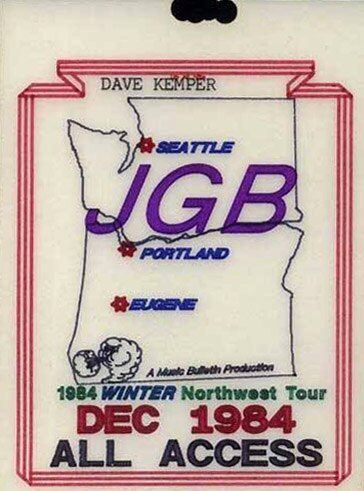 DAVE KEMPER
SEATTLE
JGB
PORTLAND
EUGENE
A Music Bulletin Production
1984 WINTER Northwest Tour
DEC 1984
ALL ACCESS